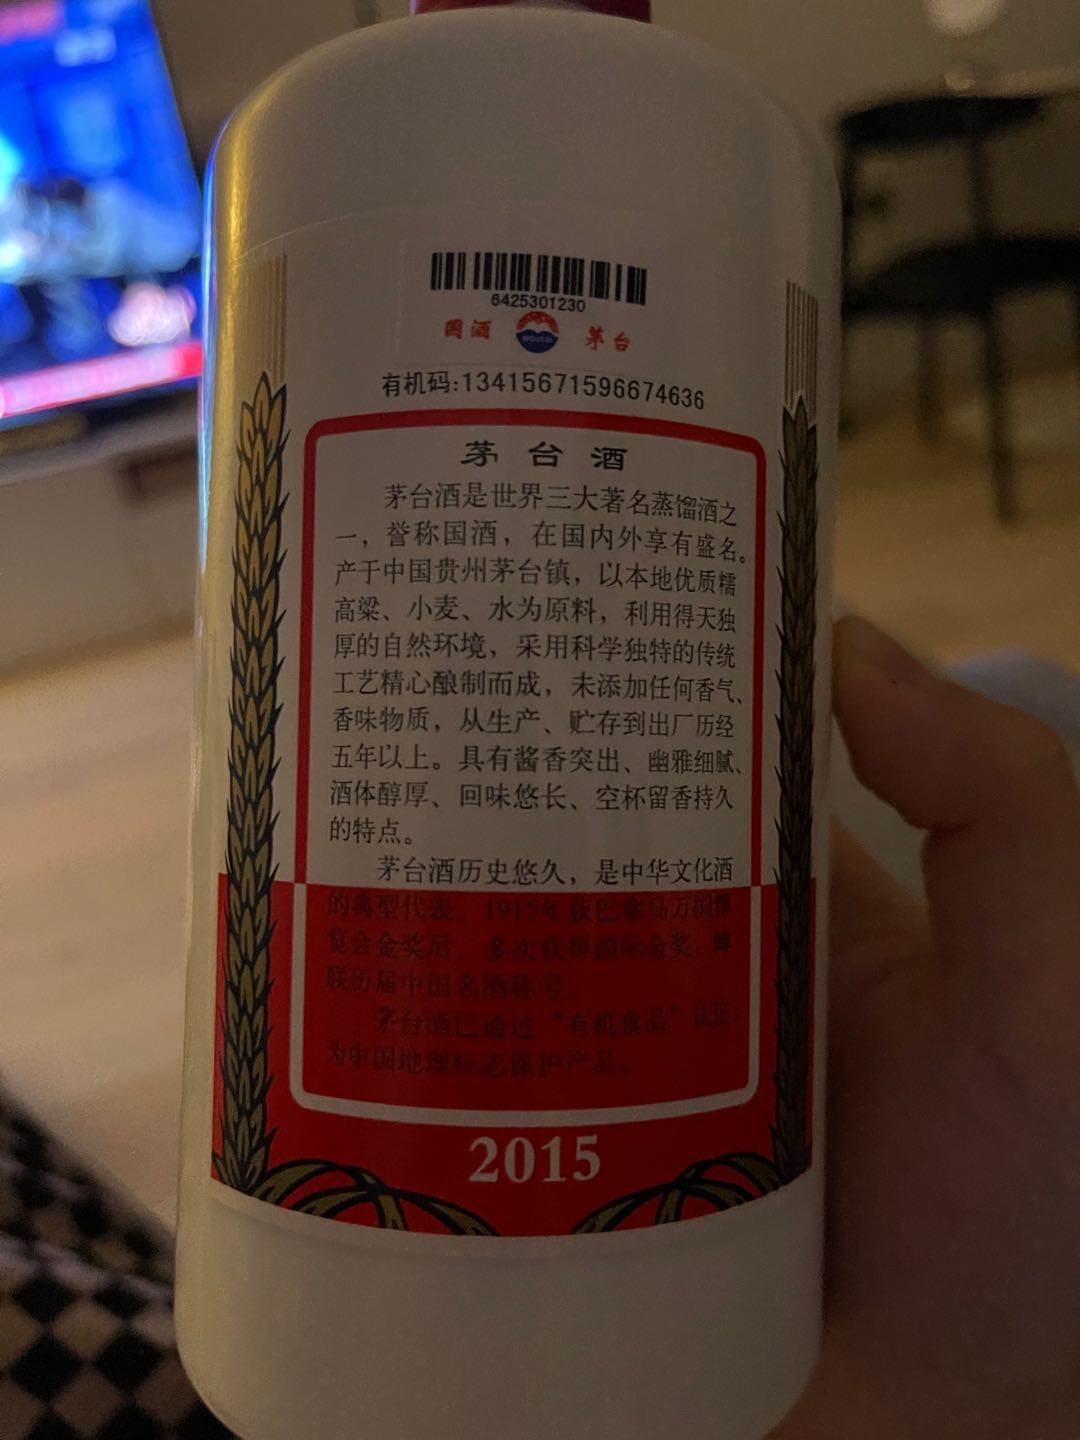 6425301230
国酒 茅台
有机码:13415671596674636
茅台酒
茅台酒是世界三大著名蒸馏酒之
一，誉称国酒，在国内外享有盛名。
产于中国贵州茅台镇，以本地优质糯
高粱、小麦、水为原料，利用得天独
厚的自然环境，采用科学独特的传统
工艺精心酿制而成，未添加任何香气、
香味物质，从生产、贮存到出厂历经
五年以上。具有酱香突出、幽雅细腻、
酒体醇厚、回味悠长、空杯留香持久
的特点。
茅台酒历史悠久，是中华文化酒
的典型代表。1915年获巴拿马万国博
览会金奖后，多次获得国际金奖，蝉
联历届中国名酒称号。
茅台酒已通过“有机食品”认证，
为中国地理标志保护产品。
2015